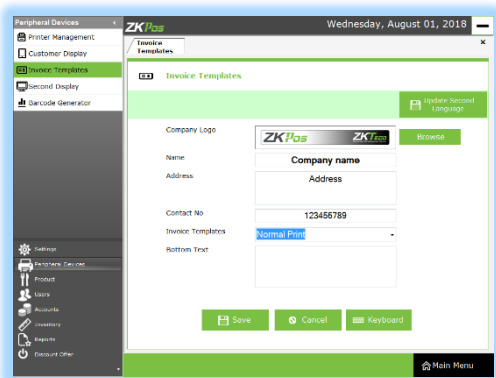 Peripheral Devices
Printer Management
Customer Display
Invoice Templates
Second Display
Barcode Generator
Settings
Peripheral Devices
Product
Users
Accounts
Inventory
Reports
Discount Offer
ZKPos
Wednesday, August 01, 2018
Invoice
Templates
x
Invoice Templates
Update Second
Language
Company Logo
ZKPos
ZKTeco
Browse
Name
Company name
Address
Address
Contact No
123456789
Invoice Templates
Normal Print
Bottom Text
Save
Cancel
Keyboard
Main Menu